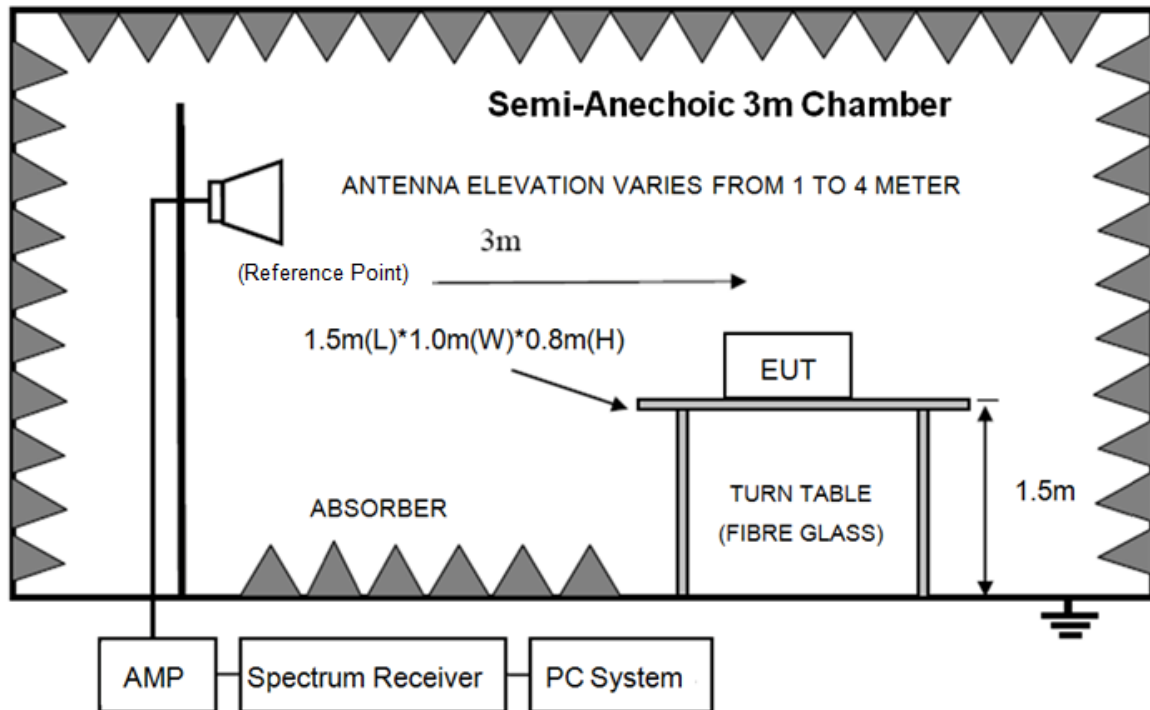 Semi-Anechoic 3m Chamber
ANTENNA ELEVATION VARIES FROM 1 TO 4 METER
3m
(Reference Point)
1.5m(L)*1.0m(W)*0.8m(H)
EUT
TURN TABLE
(FIBRE GLASS)
1.5m
ABSORBER
AMP
Spectrum Receiver
PC System